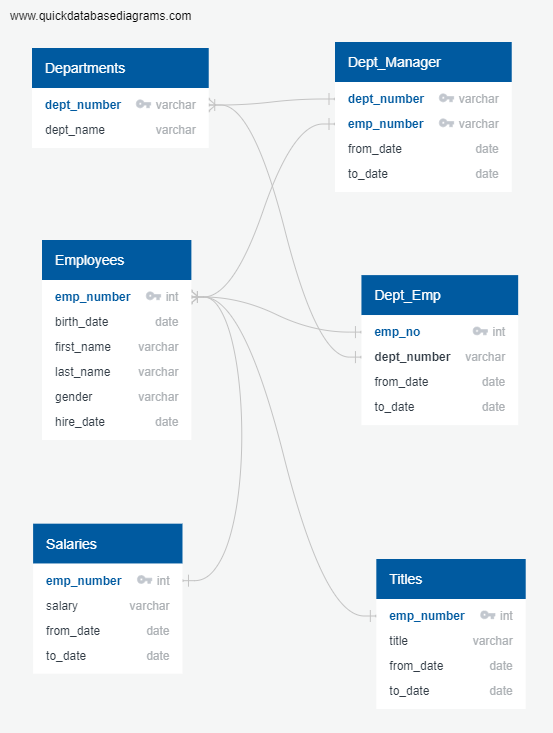 www.quickdatabasediagrams.com
Departments
dept_number varchar
dept_name varchar
Dept_Manager
dept_number varchar
emp_number varchar
from_date date
to_date date
Employees
emp_number int
birth_date date
first_name varchar
last_name varchar
gender varchar
hire_date date
Dept_Emp
emp_no int
dept_number varchar
from_date date
to_date date
Salaries
emp_number int
salary varchar
from_date date
to_date date
Titles
emp_number int
title varchar
from_date date
to_date date